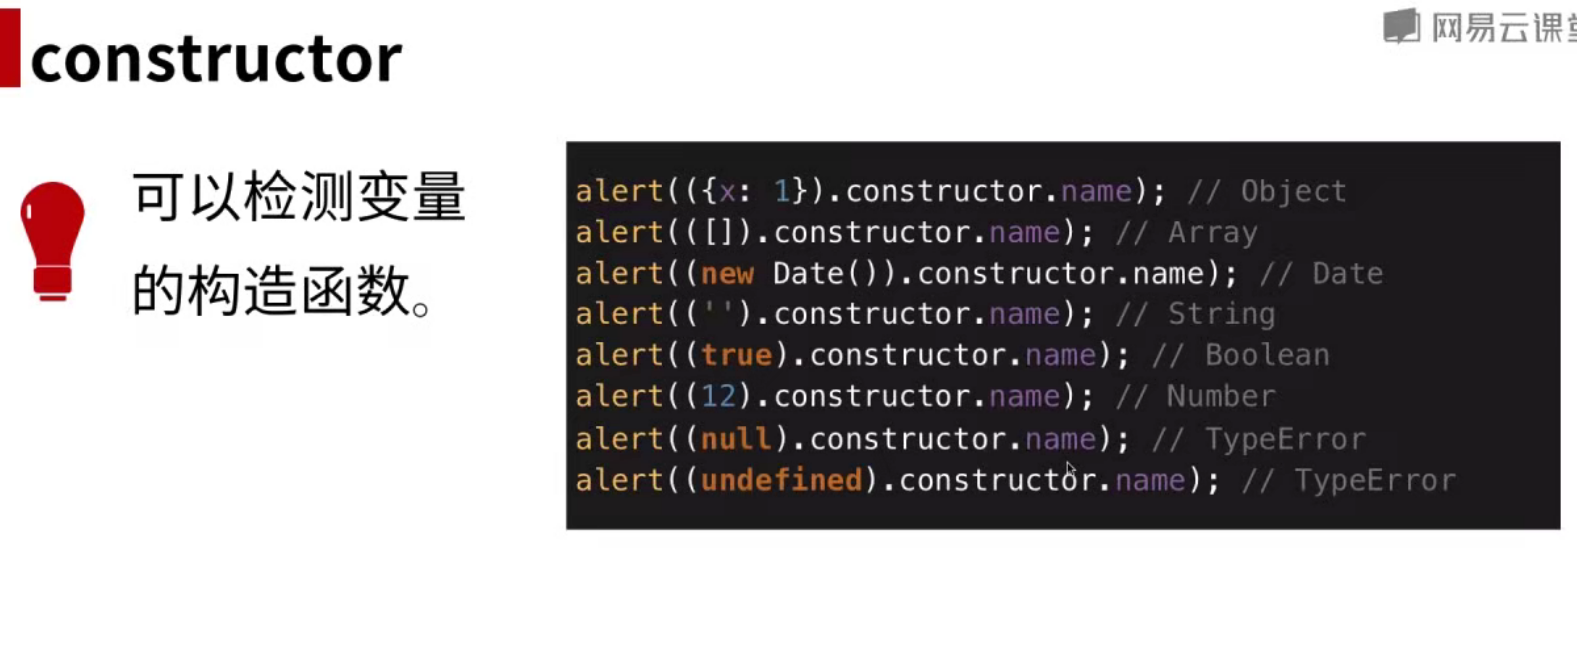 网易云课堂
constructor
可以检测变量
的构造函数。
alert(({x: 1}).constructor.name); // Object
alert(([]).constructor.name); // Array
alert((new Date()).constructor.name); // Date
alert(('').constructor.name); // String
alert((true).constructor.name); // Boolean
alert((12).constructor.name); // Number
alert((null).constructor.name); // TypeError
alert((undefined).constructor.name); // TypeError